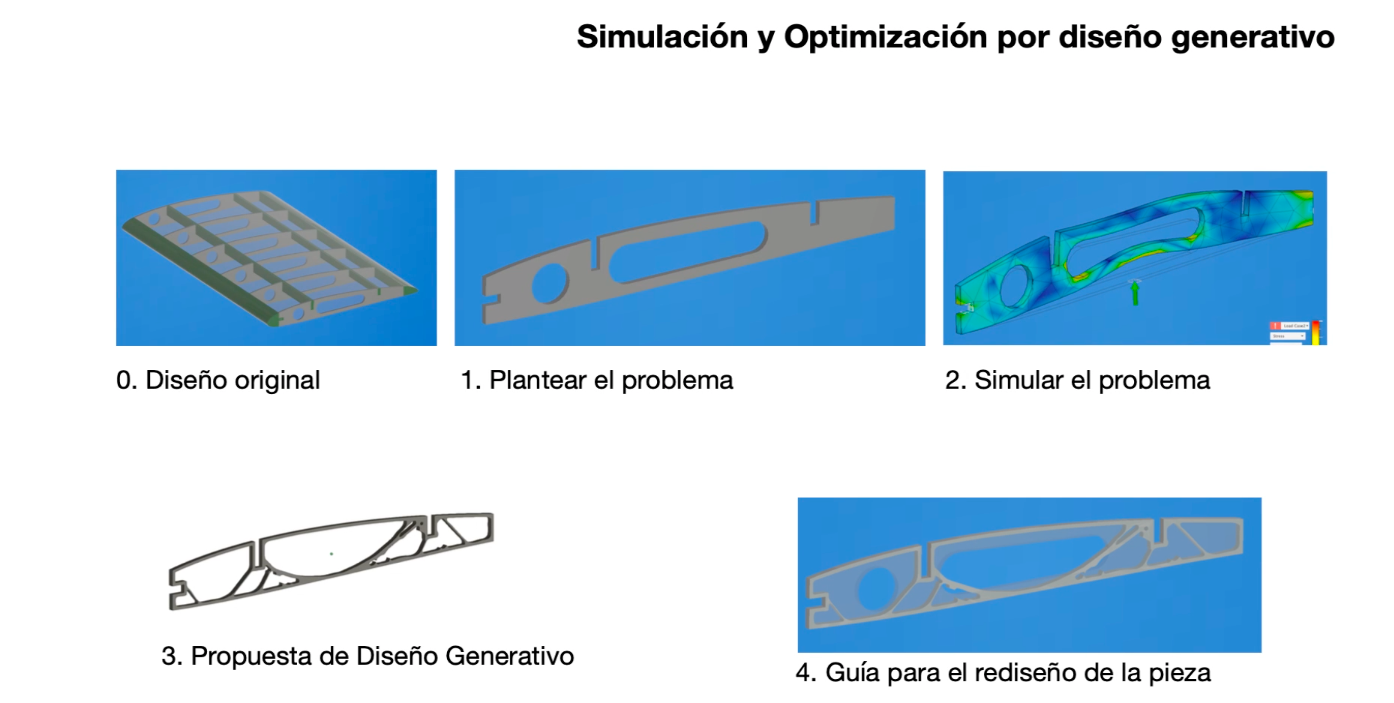 Simulación y Optimización por diseño generativo
0. Diseño original
1. Plantear el problema
2. Simular el problema
3. Propuesta de Diseño Generativo
4. Guía para el rediseño de la pieza